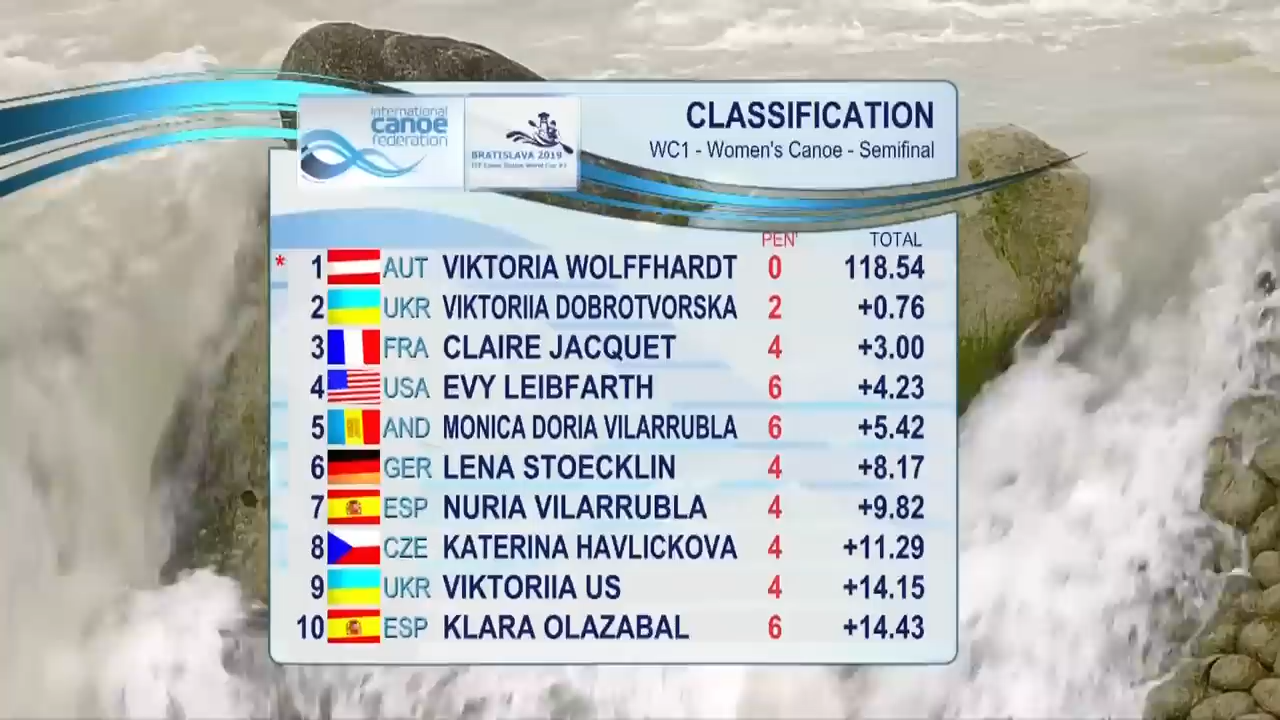 international
canoe
federation
BRATISLAVA 2019
CLASSIFICATION
WC1 - Women's Canoe - Semifinal
PEN' TOTAL
* 1 AUT VIKTORIA WOLFFHARDT 0 118.54
2 UKR VIKTORIIA DOBROTVORSKA 2 +0.76
3 FRA CLAIRE JACQUET 4 +3.00
4 USA EVY LEIBFARTH 6 +4.23
5 AND MONICA DORIA VILARRUBLA 6 +5.42
6 GER LENA STOECKLIN 4 +8.17
7 ESP NURIA VILARRUBLA 4 +9.82
8 CZE KATERINA HAVLICKOVA 4 +11.29
9 UKR VIKTORIIA US 4 +14.15
10 ESP KLARA OLAZABAL 6 +14.43